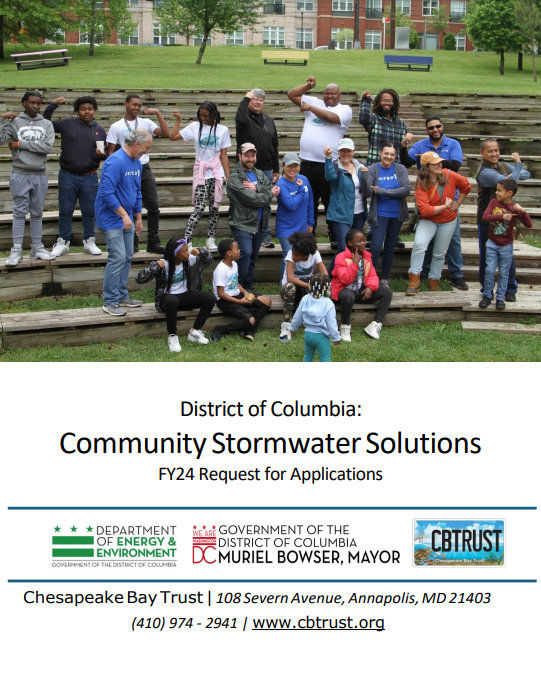 District of Columbia:
Community Stormwater Solutions
FY24 Request for Applications
DEPARTMENT
OF ENERGY &
ENVIRONMENT
GOVERNMENT OF THE DISTRICT OF COLUMBIA
WE ARE
WASHINGTON
DC
GOVERNMENT OF THE
DISTRICT OF COLUMBIA
MURIEL BOWSER, MAYOR
CBTRUST
Chesapeake Bay Trust
Chesapeake Bay Trust | 108 Severn Avenue, Annapolis, MD 21403
(410) 974 - 2941 | www.cbtrust.org